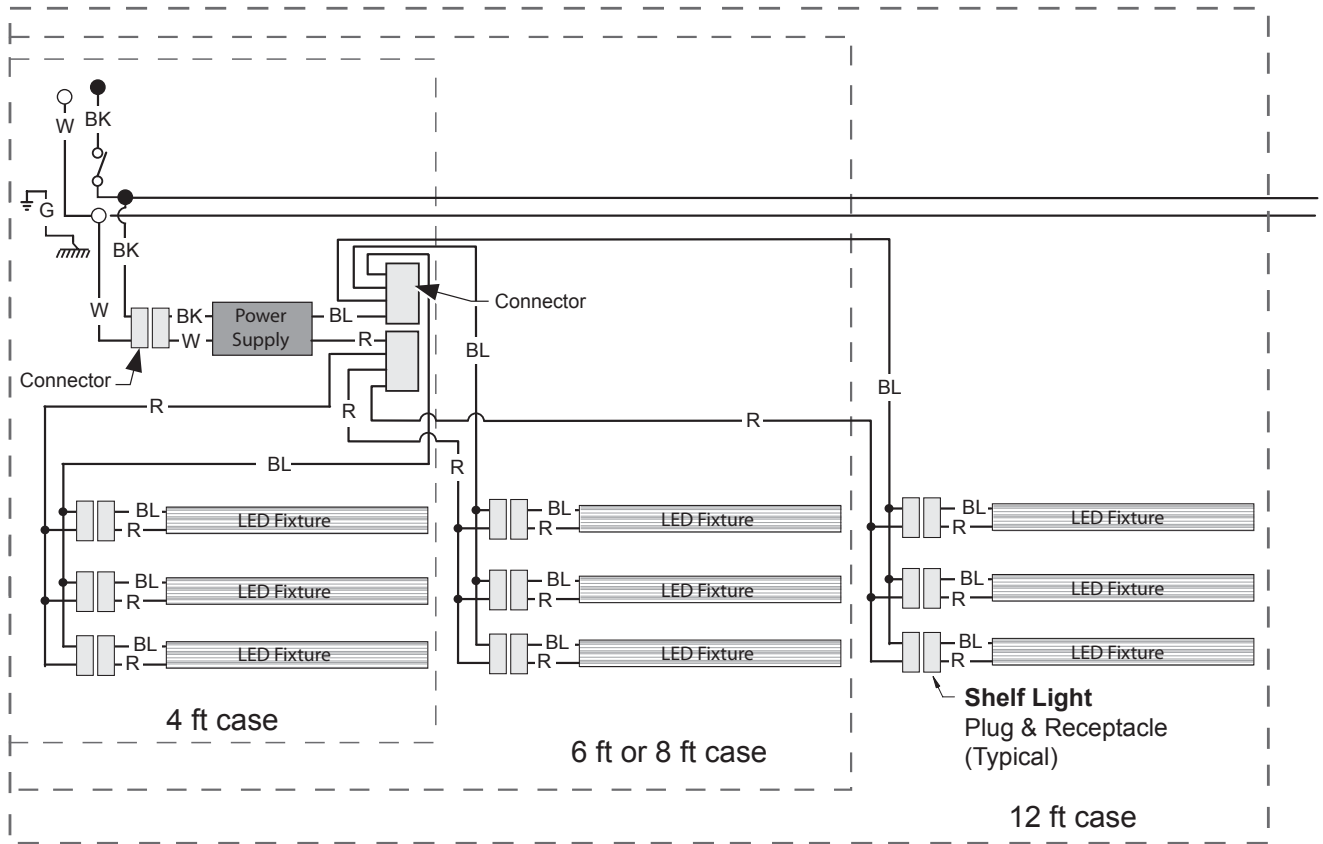 W
BK
G
BK
W
BK
W
Power
Supply
BL
R
Connector
Connector
BL
BL
R
R
R
R
BL
BL
R
LED Fixture
BL
R
LED Fixture
BL
R
LED Fixture
BL
R
LED Fixture
BL
R
LED Fixture
BL
R
LED Fixture
BL
R
LED Fixture
BL
R
LED Fixture
BL
R
LED Fixture
4 ft case
6 ft or 8 ft case
Shelf Light
Plug & Receptacle
(Typical)
12 ft case